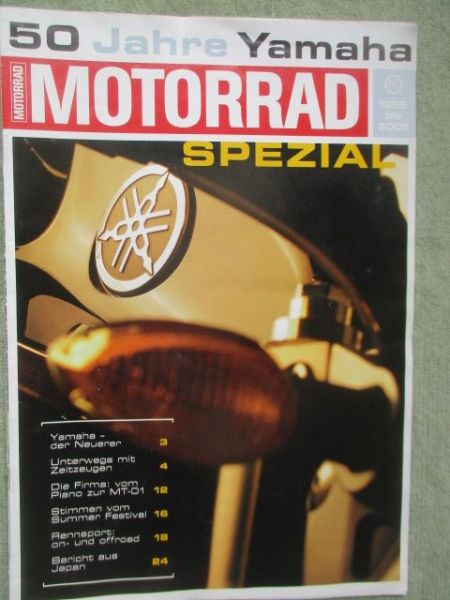 50 Jahre Yamaha
MOTORRAD
MOTORRAD
1955
bis
2005
SPEZIAL
Yamaha -
der Neuerer 3
Unterwegs mit
Zeitzeugen 4
Die Firma: vom
Piano zur MT-01 12
Stimmen vom
Summer Festival 16
Rennsport:
on- und offroad 18
Bericht aus
Japan 24